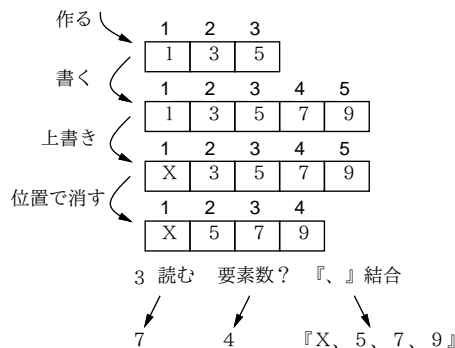 作る
1 2 3
1 3 5
書く
1 2 3 4 5
1 3 5 7 9
上書き
1 2 3 4 5
X 3 5 7 9
位置で消す
1 2 3 4
X 5 7 9
3 読む 要素数? 『、』結合
7 4 『X、5、7、9』